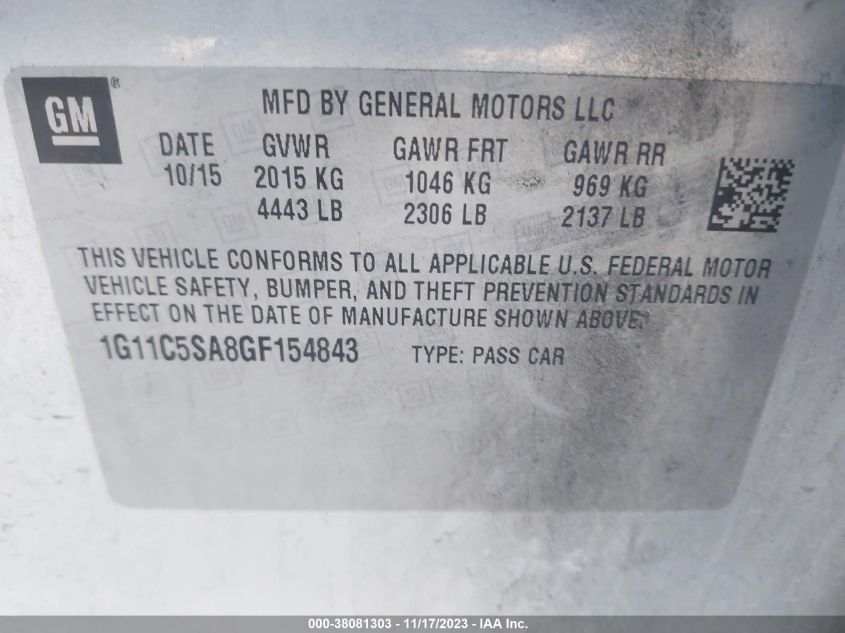 GM ®
MFD BY GENERAL MOTORS LLC
DATE GVWR GAWR FRT GAWR RR
10/15 2015 KG 1046 KG 969 KG
4443 LB 2306 LB 2137 LB
THIS VEHICLE CONFORMS TO ALL APPLICABLE U.S. FEDERAL MOTOR
VEHICLE SAFETY, BUMPER, AND THEFT PREVENTION STANDARDS IN
EFFECT ON THE DATE OF MANUFACTURE SHOWN ABOVE.
1G11C5SA8GF154843 TYPE: PASS CAR
000-38081303 - 11/17/2023 - IAA Inc.